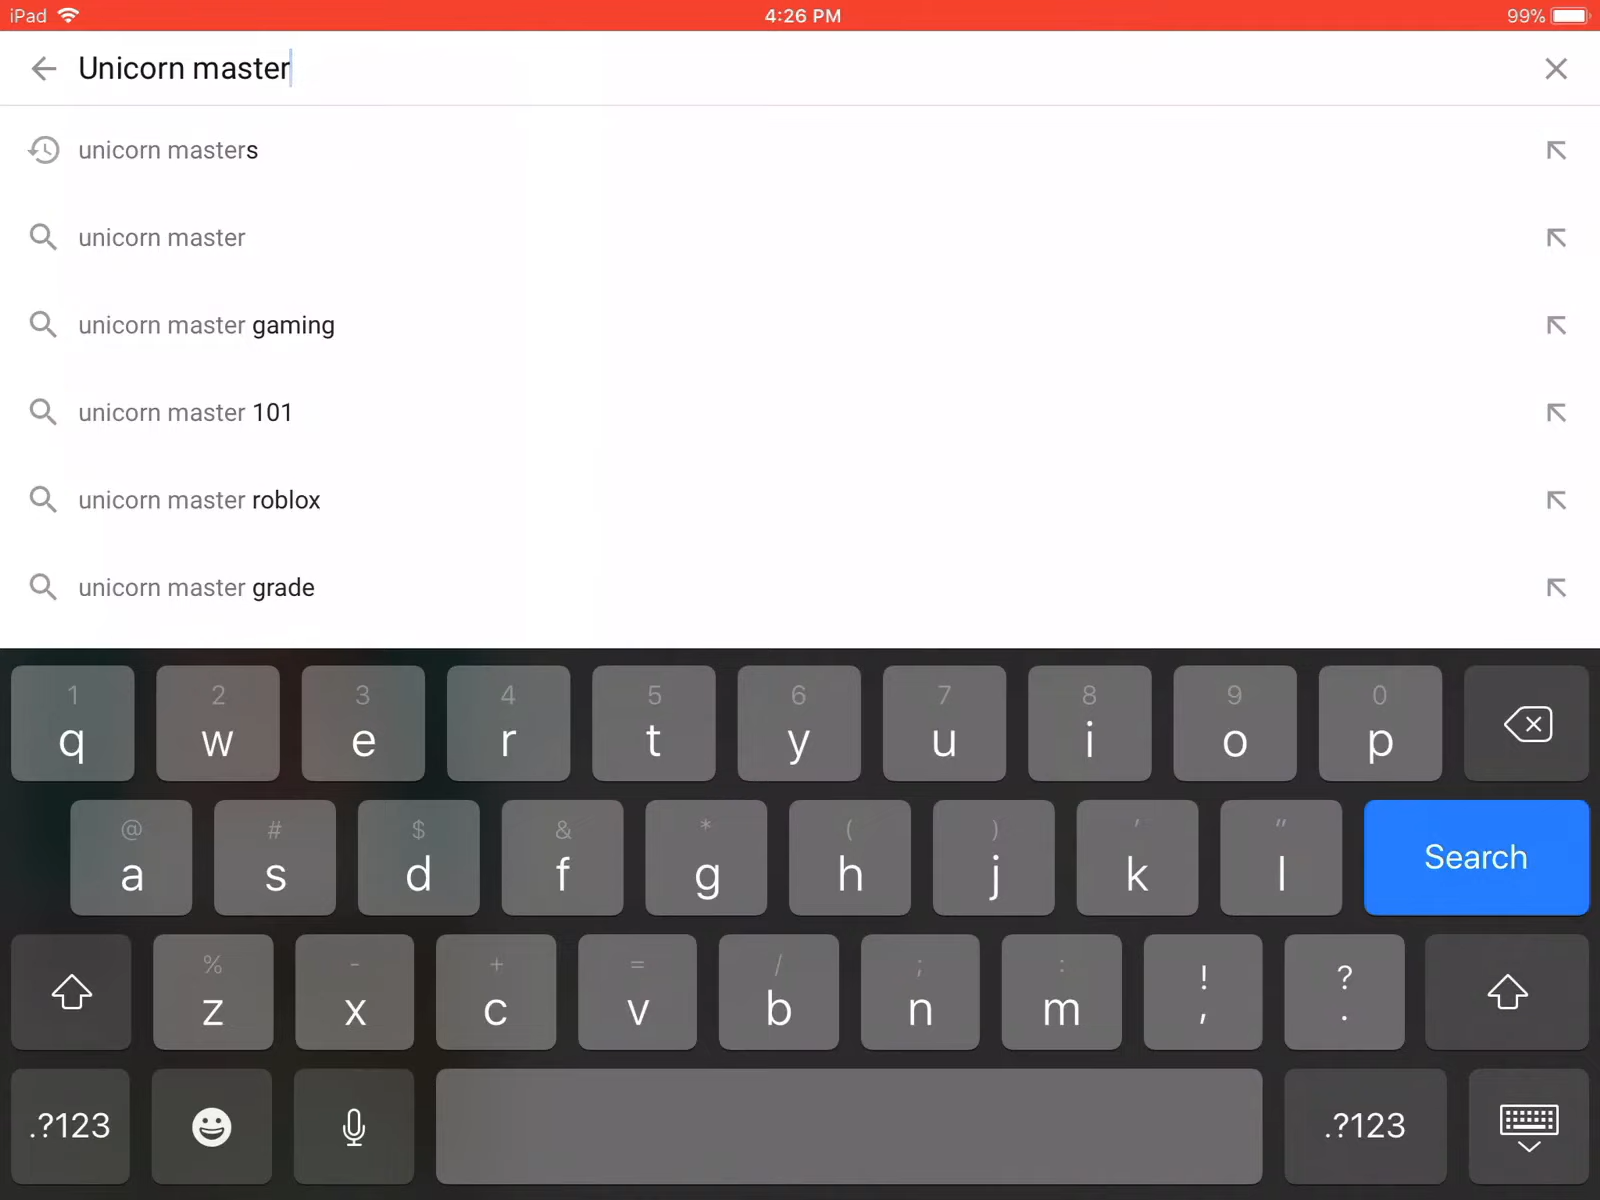 iPad 4:26 PM 99%
Unicorn master
unicorn masters
unicorn master
unicorn master gaming
unicorn master 101
unicorn master roblox
unicorn master grade
1 2 3 4 5 6 7 8 9 0
q w e r t y u i o p
@ # $ & * ( ) ' "
a s d f g h j k l Search
% - + = / ; : ! ?
z x c v b n m , .
.?123 .?123